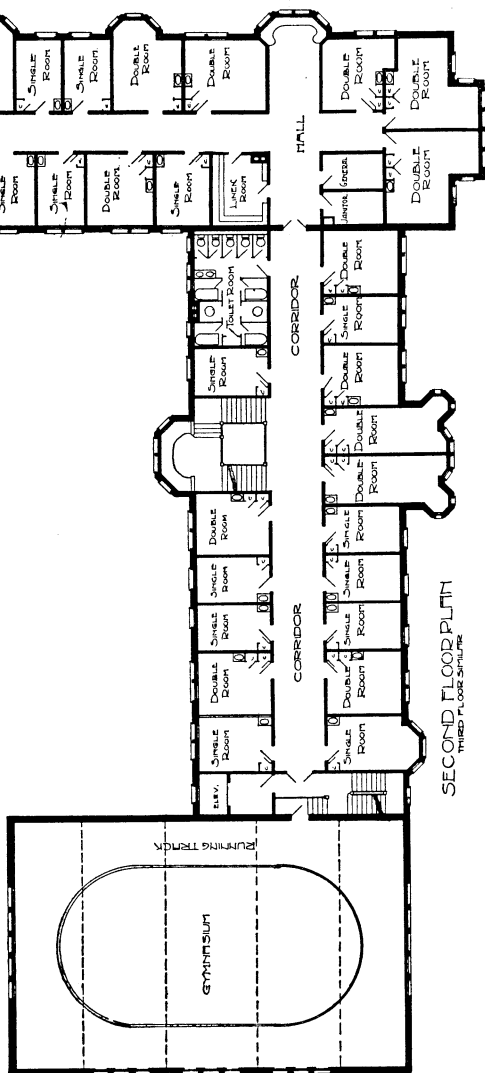 SINGLE ROOM
SINGLE ROOM
DOUBLE ROOM
DOUBLE ROOM
DOUBLE ROOM
DOUBLE ROOM
HALL
SINGLE ROOM
SINGLE ROOM
DOUBLE ROOM
SINGLE ROOM
LINEN ROOM
GENERAL
JANITOR
DOUBLE ROOM
TOILET ROOM
CORRIDOR
DOUBLE ROOM
SINGLE ROOM
SINGLE ROOM
DOUBLE ROOM
DOUBLE ROOM
DOUBLE ROOM
DOUBLE ROOM
SINGLE ROOM
SINGLE ROOM
SINGLE ROOM
SINGLE ROOM
SINGLE ROOM
CORRIDOR
DOUBLE ROOM
DOUBLE ROOM
SINGLE ROOM
SINGLE ROOM
ELEV.
SECOND FLOOR PLAN
THIRD FLOOR SIMILAR
RUNNING TRACK
GYMNASIUM